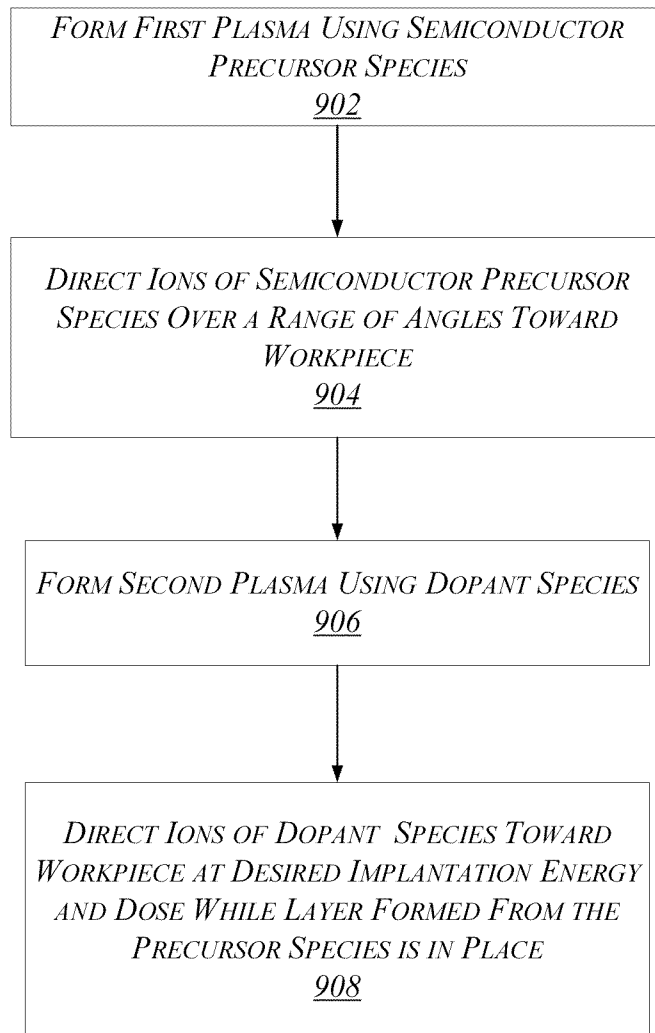 FORM FIRST PLASMA USING SEMICONDUCTOR
PRECURSOR SPECIES
902
DIRECT IONS OF SEMICONDUCTOR PRECURSOR
SPECIES OVER A RANGE OF ANGLES TOWARD
WORKPIECE
904
FORM SECOND PLASMA USING DOPANT SPECIES
906
DIRECT IONS OF DOPANT SPECIES TOWARD
WORKPIECE AT DESIRED IMPLANTATION ENERGY
AND DOSE WHILE LAYER FORMED FROM THE
PRECURSOR SPECIES IS IN PLACE
908